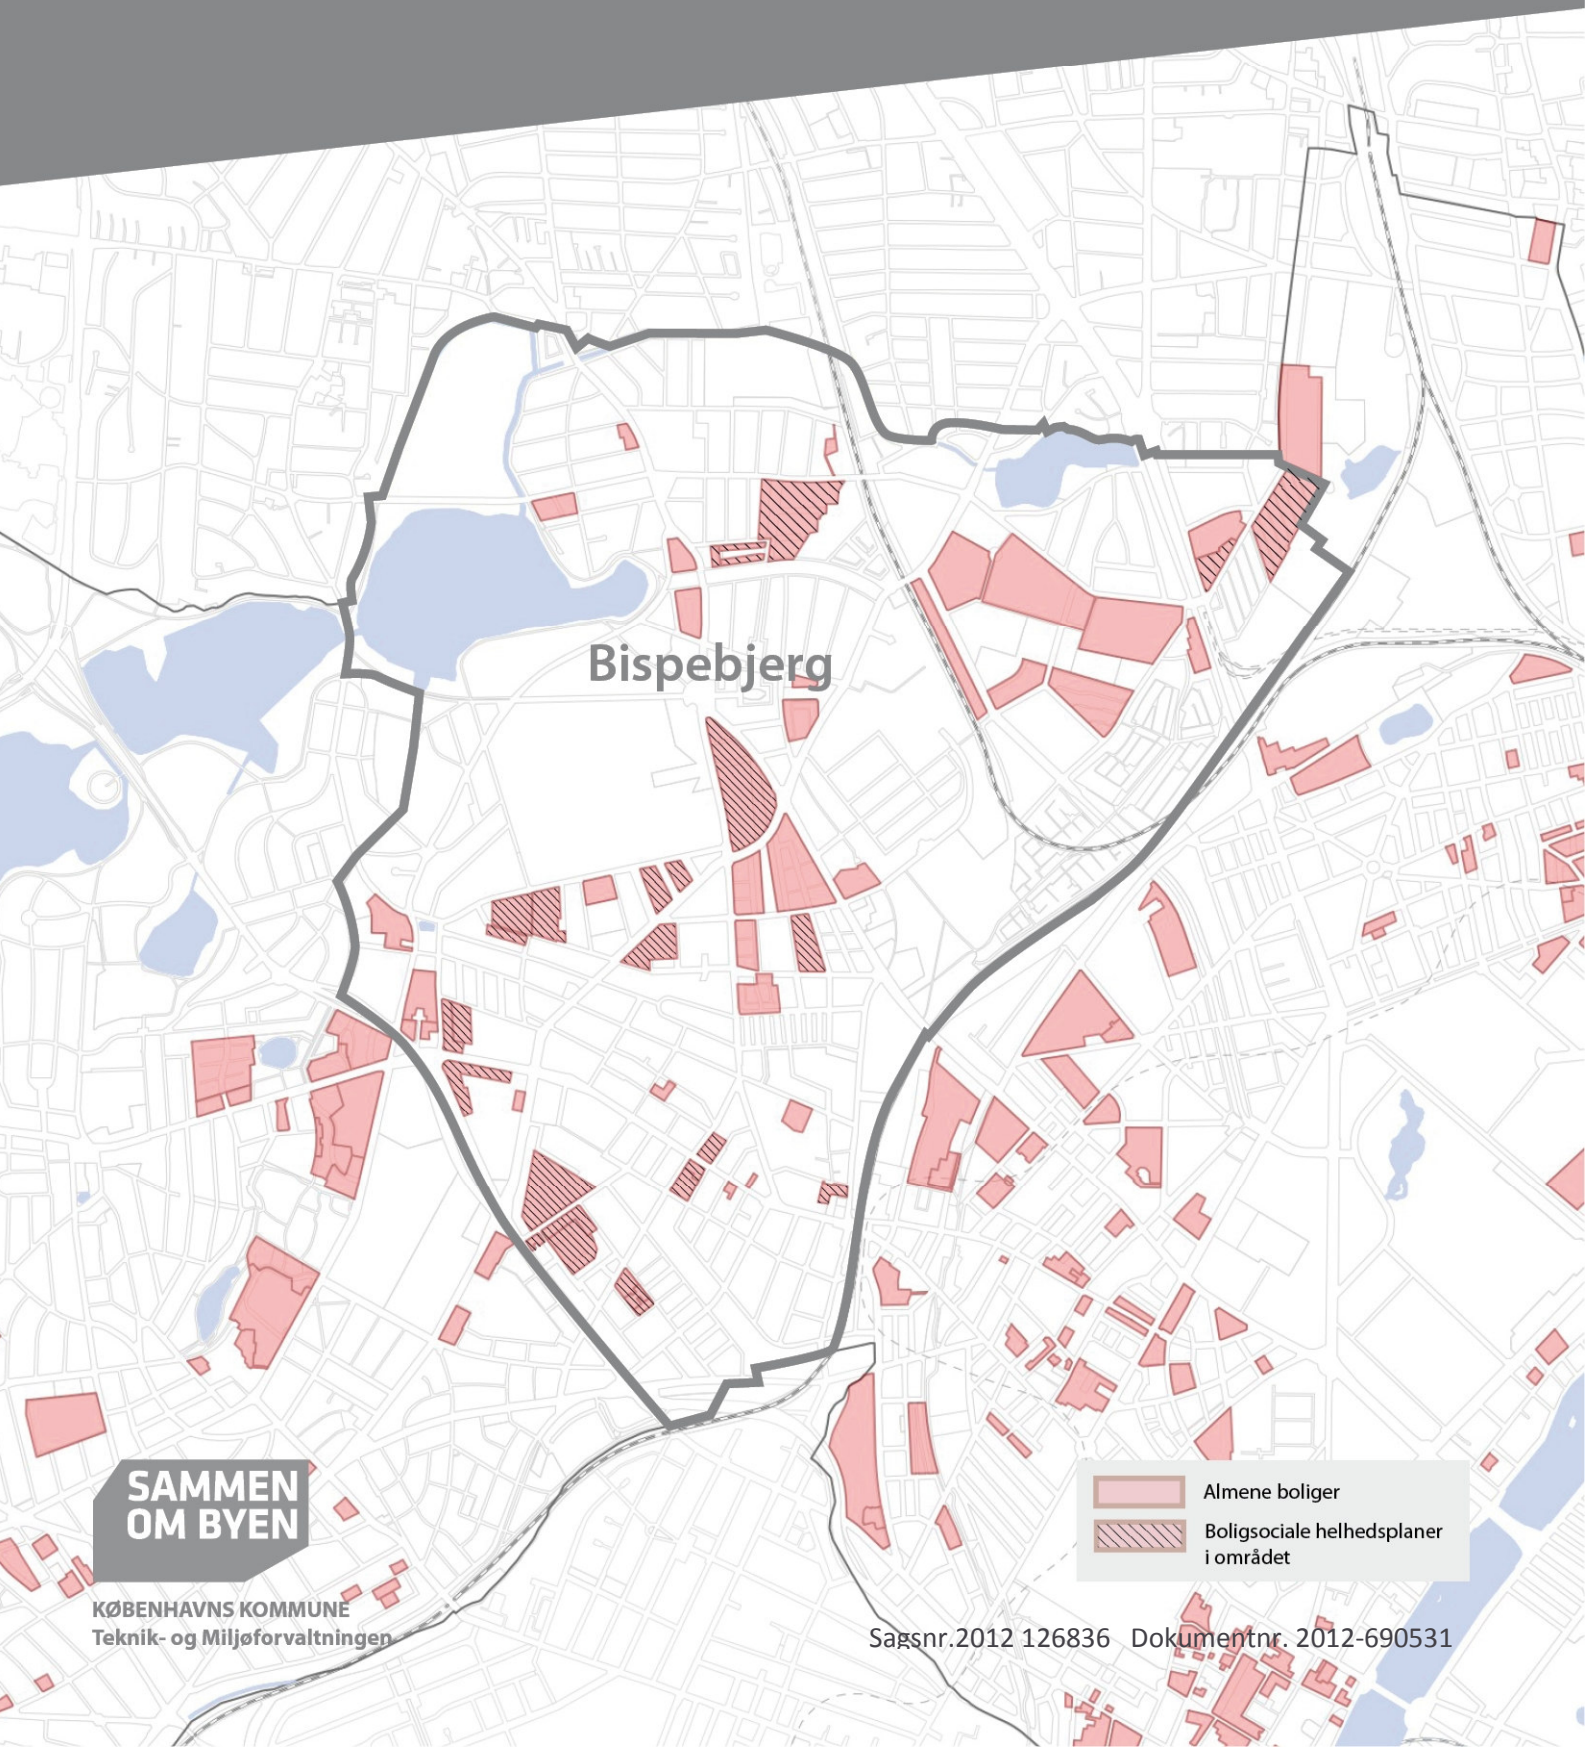 Bispebjerg
SAMMEN
OM BYEN
Almene boliger
Boligsociale helhedsplaner
i området
KØBENHAVNS KOMMUNE
Teknik- og Miljøforvaltningen
Sagsnr.2012 126836 Dokumentnr. 2012-690531